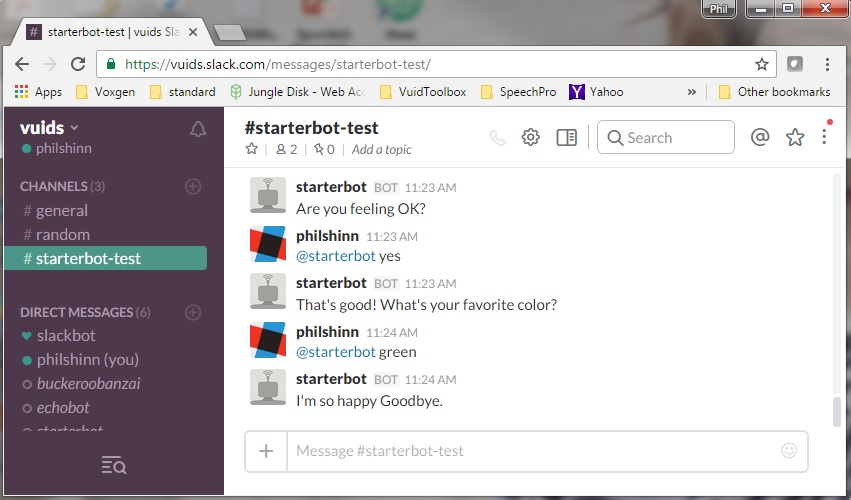 Phil
# starterbot-test | vuids Sla
https://vuids.slack.com/messages/starterbot-test/
Apps Voxgen standard Jungle Disk - Web Ac VuidToolbox SpeechPro Yahoo » Other bookmarks
vuids
philshinn
CHANNELS (3)
# general
# random
# starterbot-test
DIRECT MESSAGES (6)
slackbot
philshinn (you)
buckeroobanzai
echobot
starterbot
#starterbot-test
2 | 0 | Add a topic
Search
starterbot BOT 11:23 AM
Are you feeling OK?
philshinn 11:23 AM
@starterbot yes
starterbot BOT 11:23 AM
That's good! What's your favorite color?
philshinn 11:24 AM
@starterbot green
starterbot BOT 11:24 AM
I'm so happy Goodbye.
Message #starterbot-test